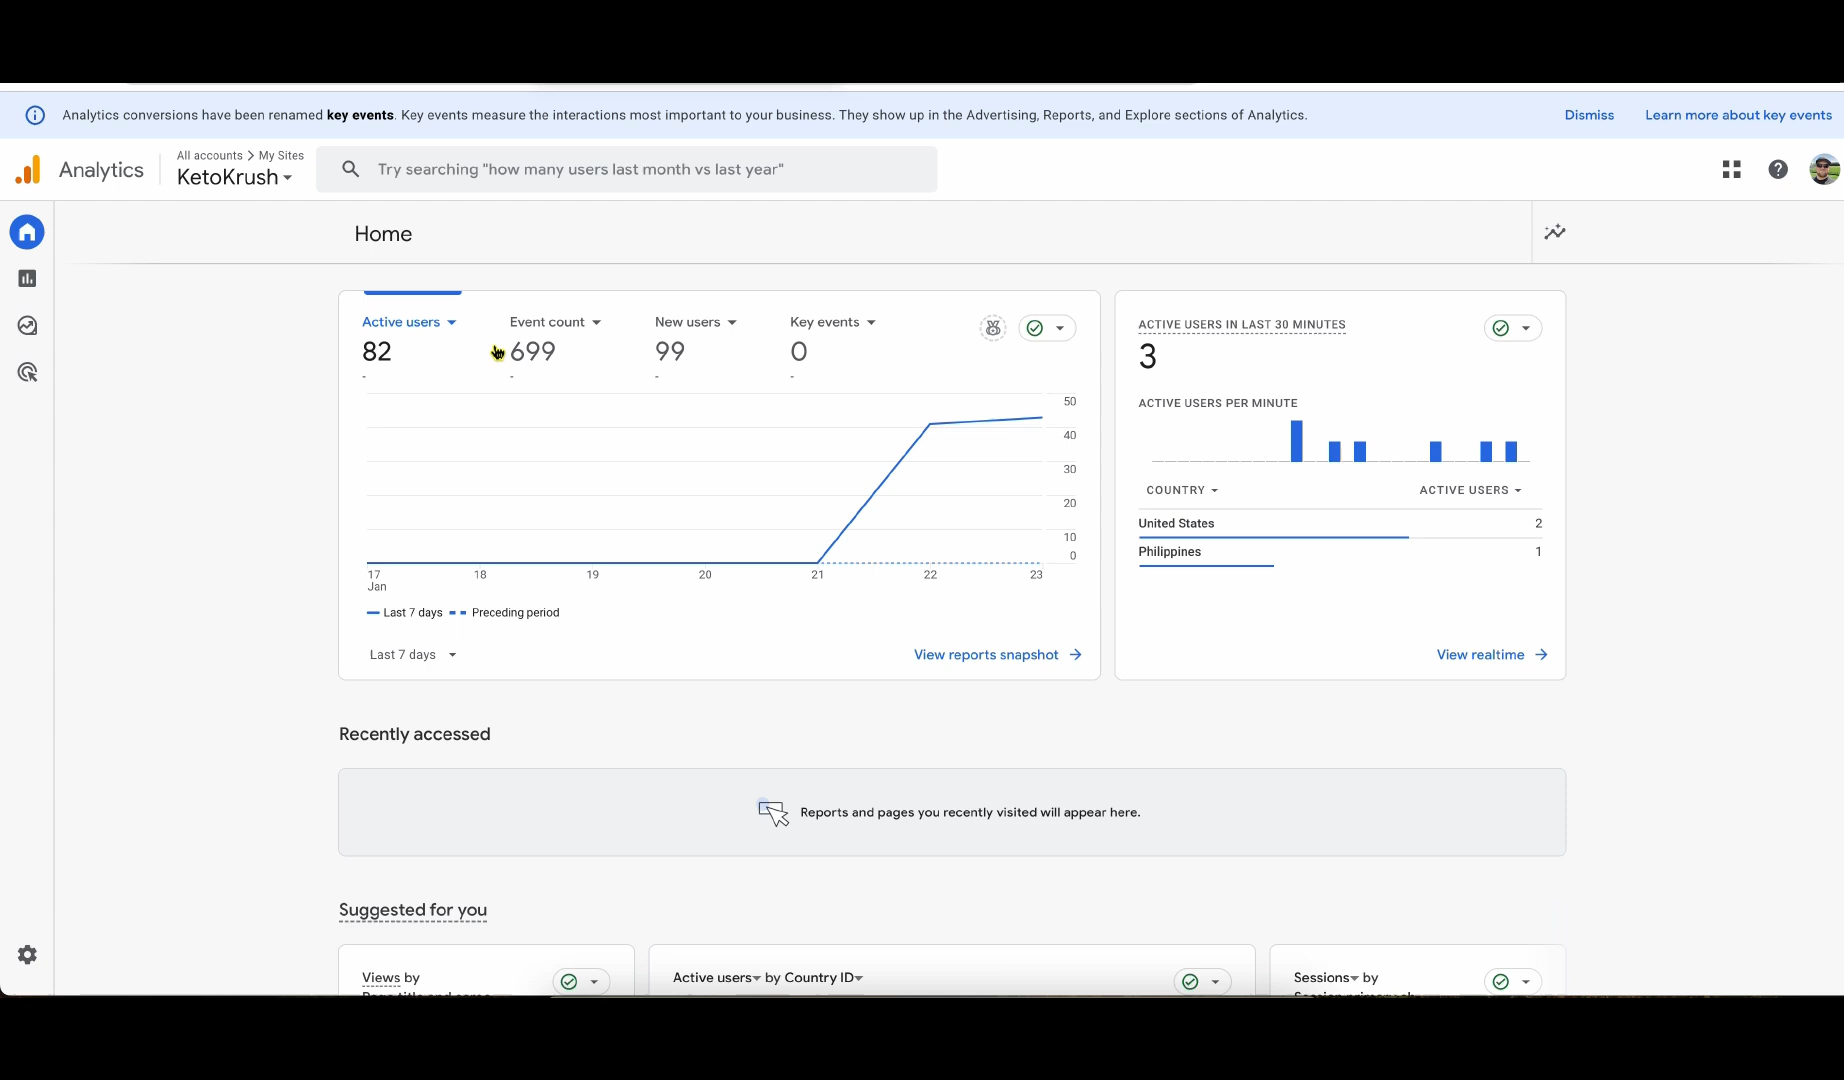 Analytics conversions have been renamed key events. Key events measure the interactions most important to your business. They show up in the Advertising, Reports, and Explore sections of Analytics.
Dismiss
Learn more about key events
Analytics
All accounts > My Sites
KetoKrush
Try searching "how many users last month vs last year"
Home
Active users
82
-
Event count
699
-
New users
99
-
Key events
0
-
50
40
30
20
10
0
17
Jan
18
19
20
21
22
23
Last 7 days
Preceding period
Last 7 days
View reports snapshot
ACTIVE USERS IN LAST 30 MINUTES
3
ACTIVE USERS PER MINUTE
COUNTRY
ACTIVE USERS
United States
2
Philippines
1
View realtime
Recently accessed
Reports and pages you recently visited will appear here.
Suggested for you
Views by
Active users by Country ID
Sessions by